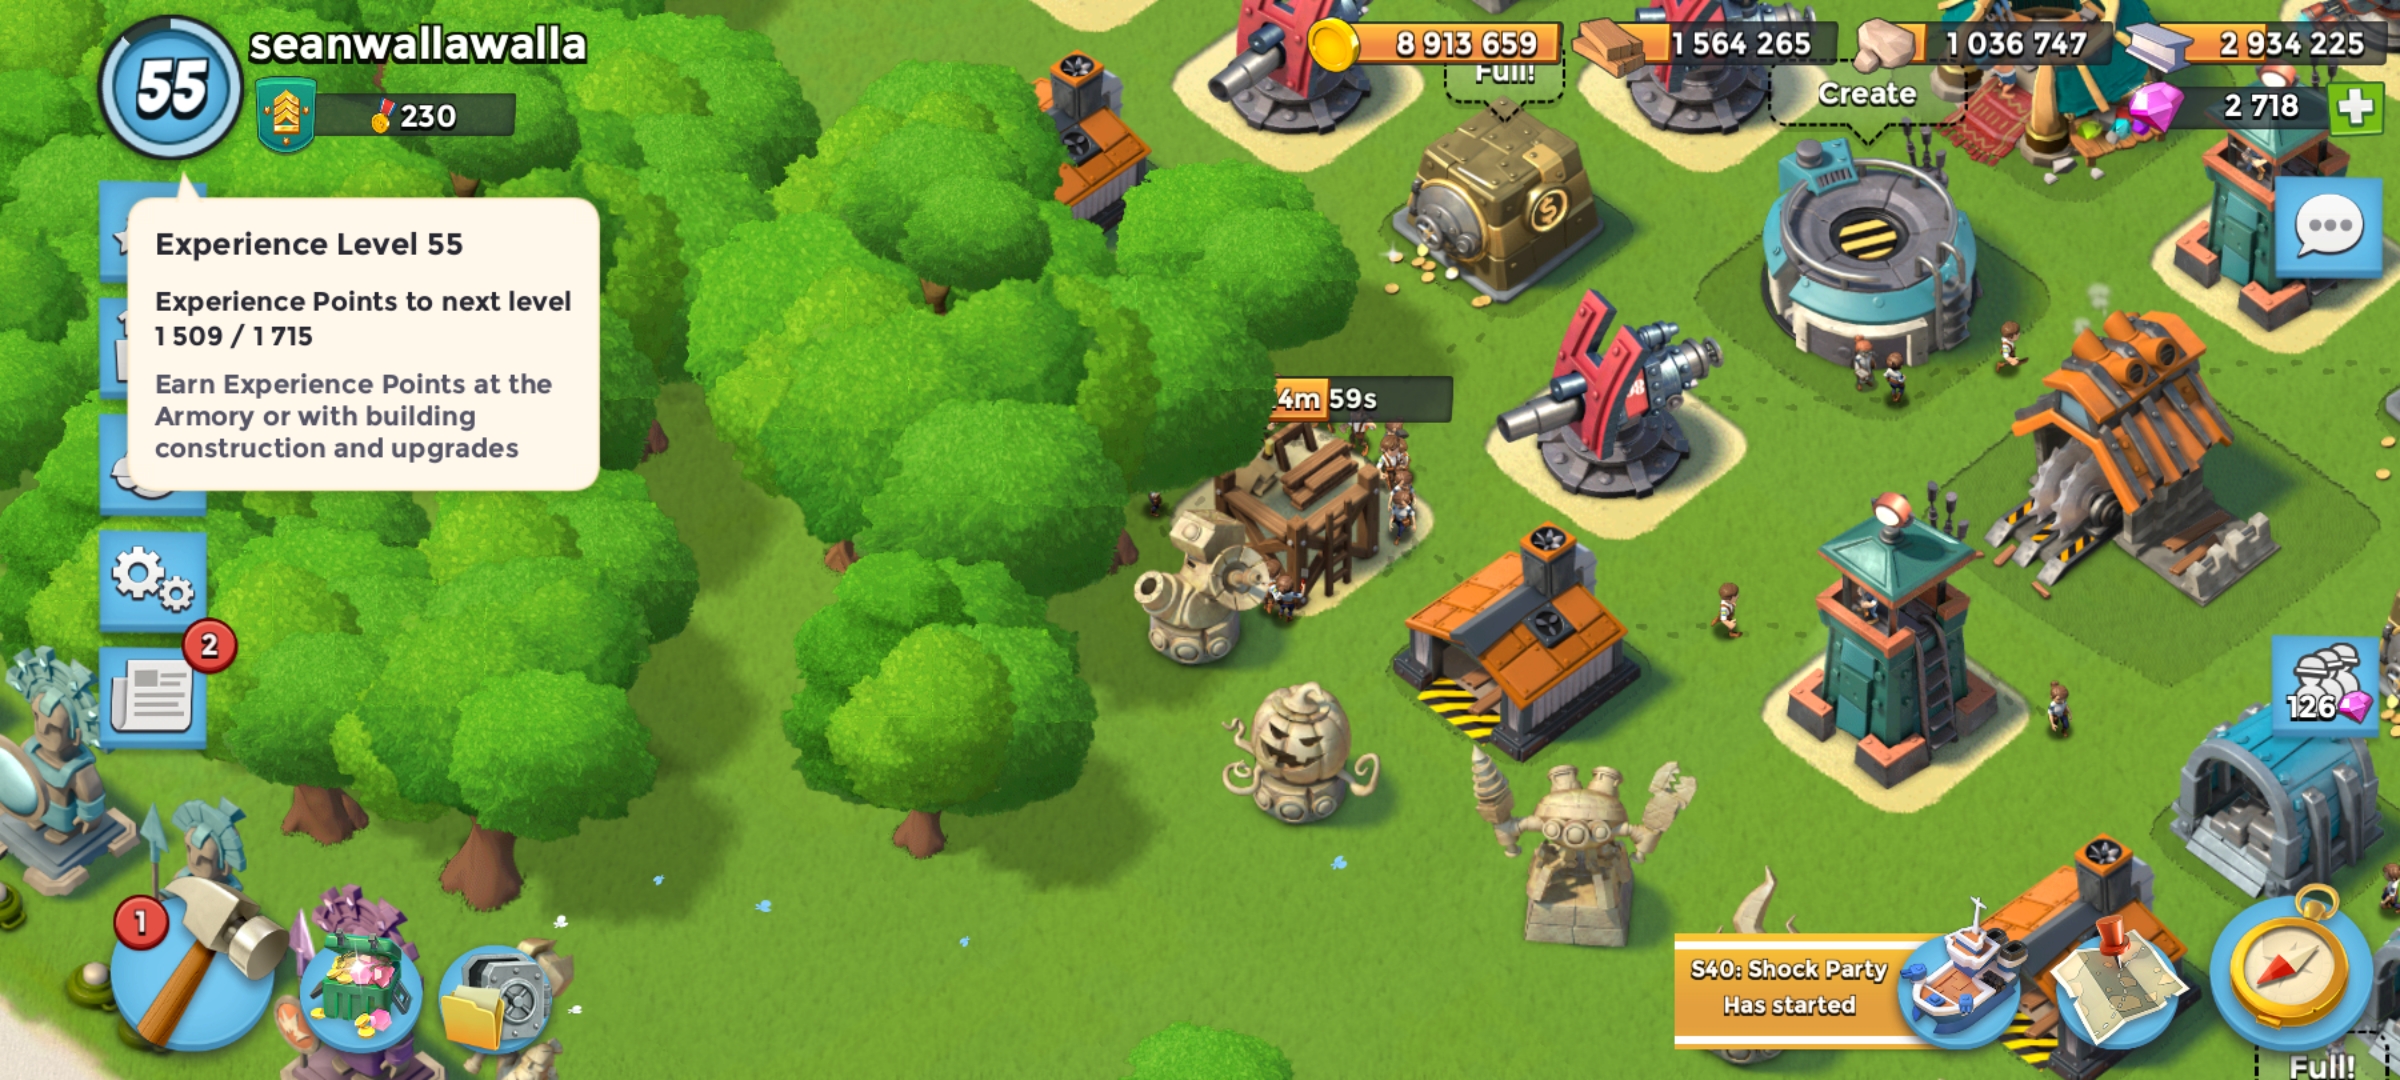 55
seanwallawalla
230
8 913 659
1 564 265
1 036 747
2 934 225
2 718
Full!
Create
Experience Level 55
Experience Points to next level
1 509 / 1 715
Earn Experience Points at the
Armory or with building
construction and upgrades
4m 59s
2
126
1
S40: Shock Party
Has started
Full!